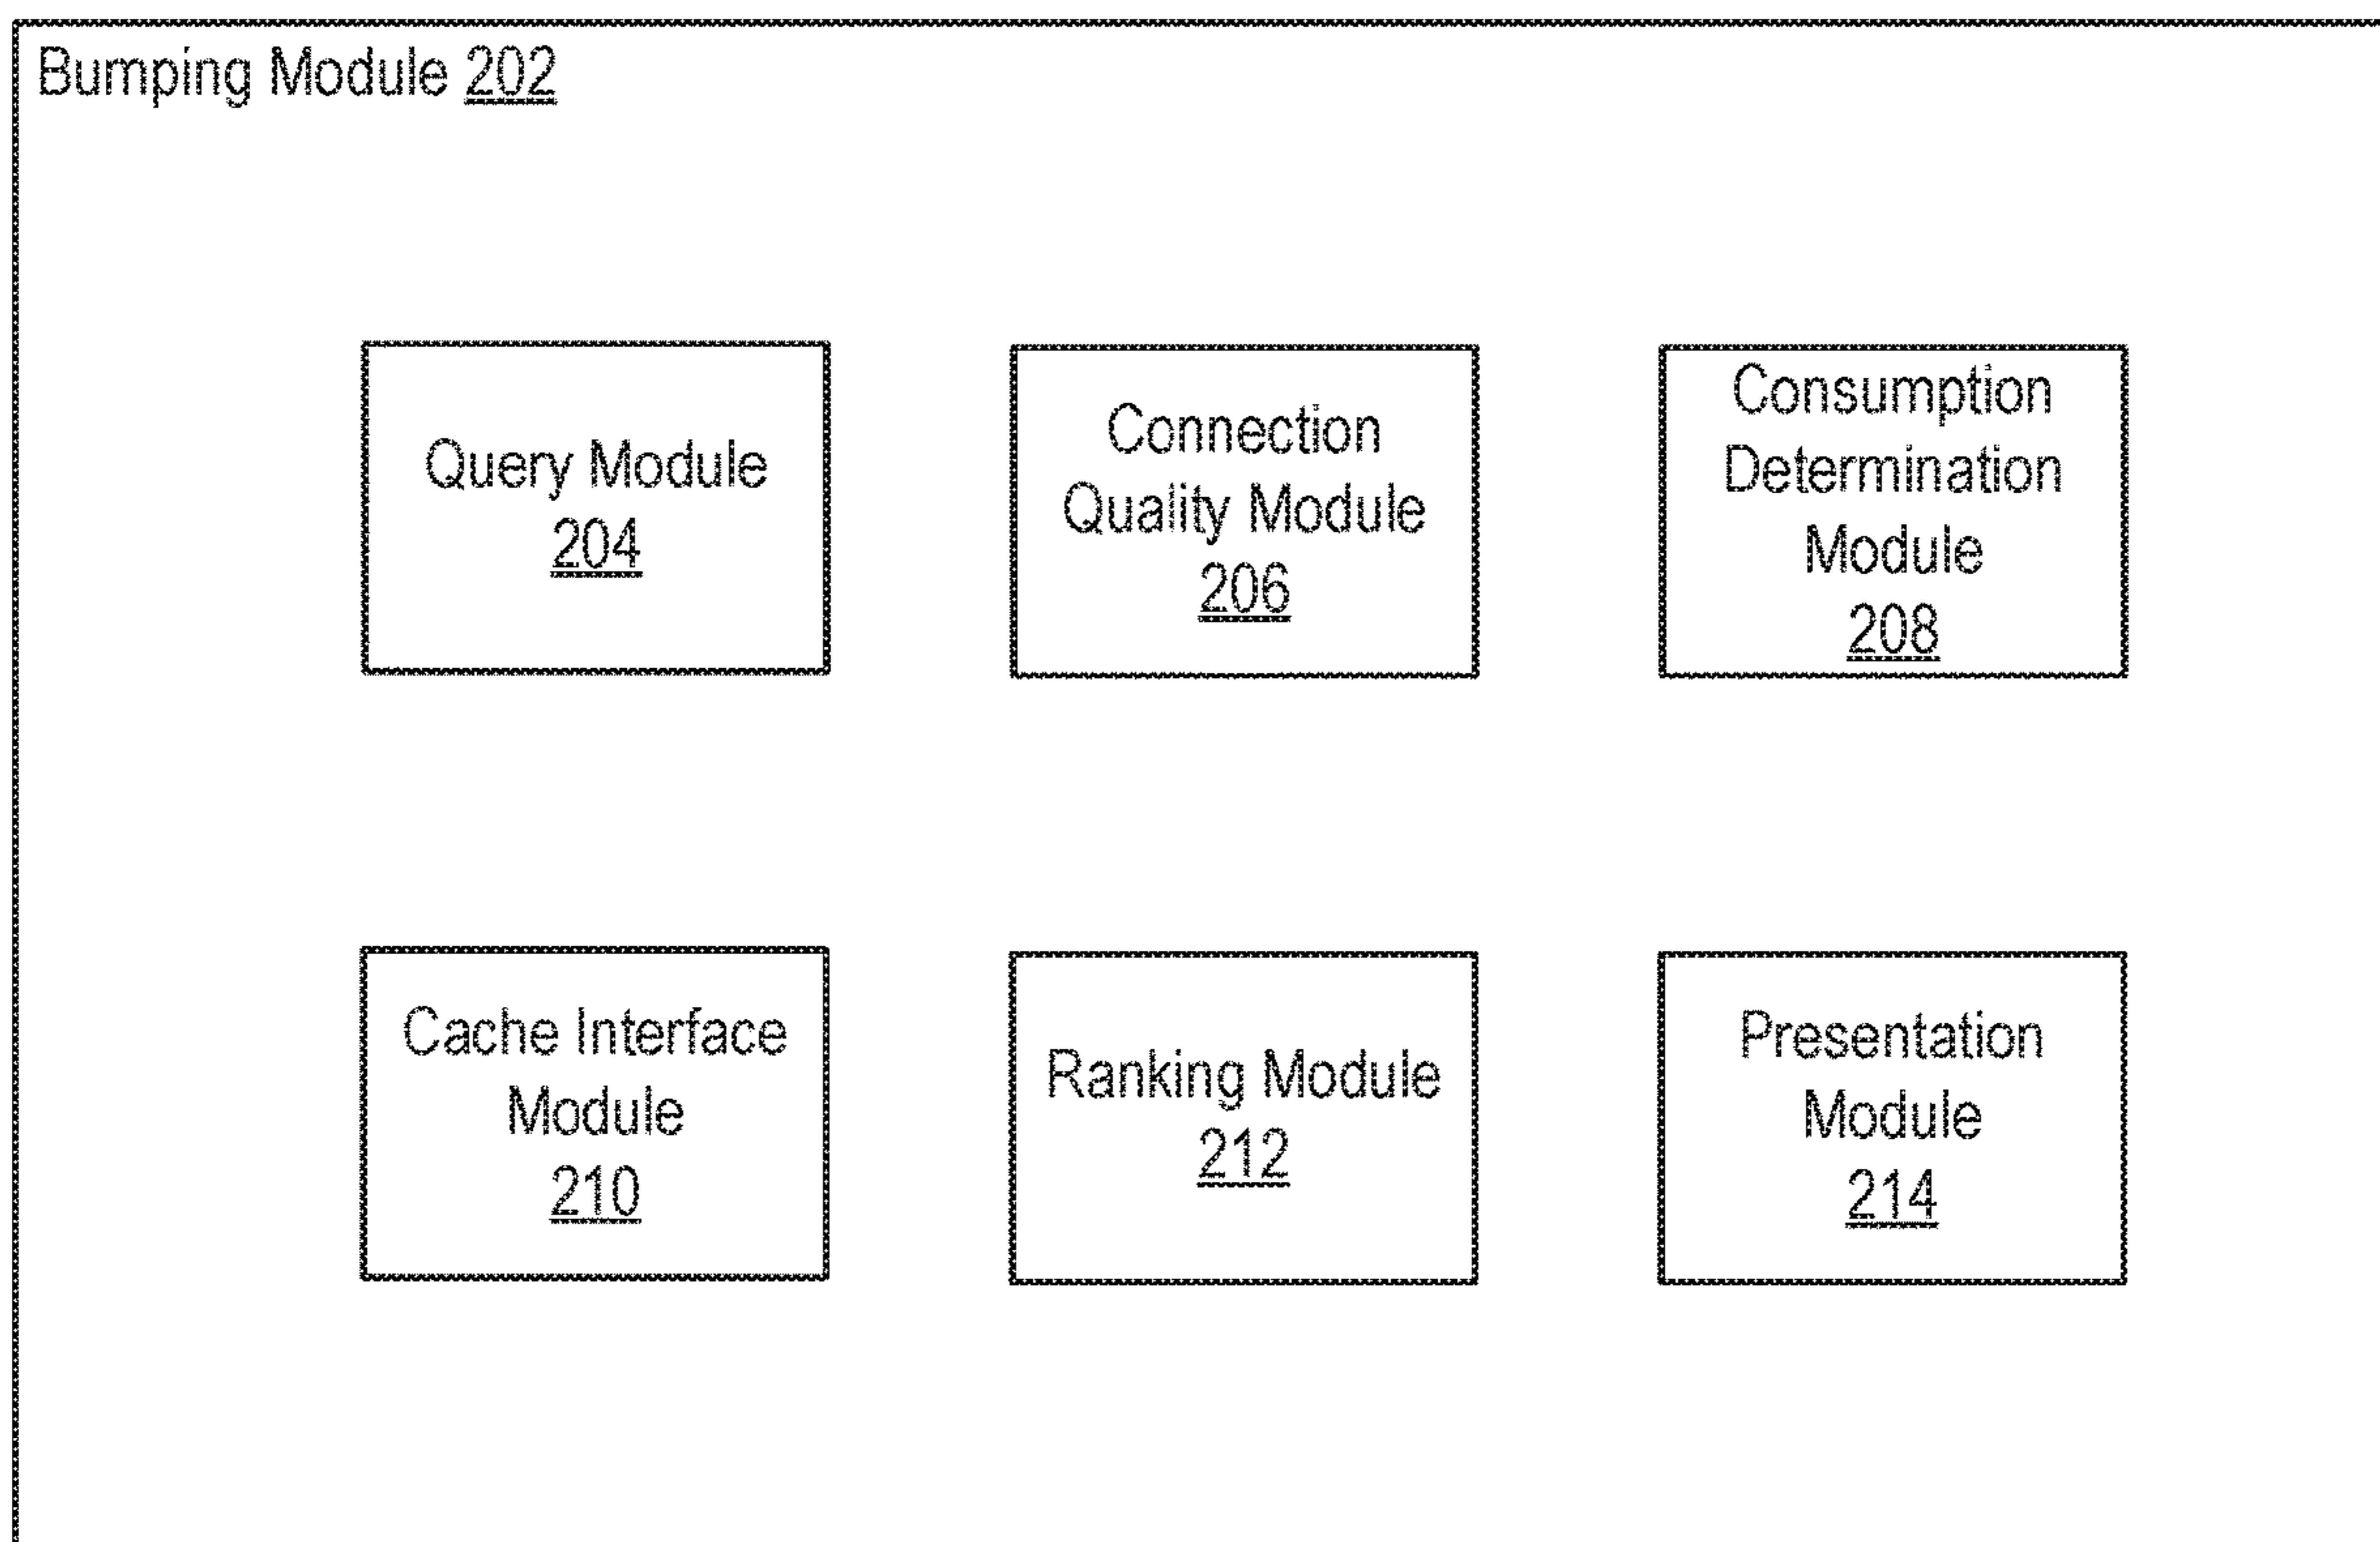 Bumping Module 202
Query Module
204
Connection
Quality Module
206
Consumption
Determination
Module
208
Cache Interface
Module
210
Ranking Module
212
Presentation
Module
214